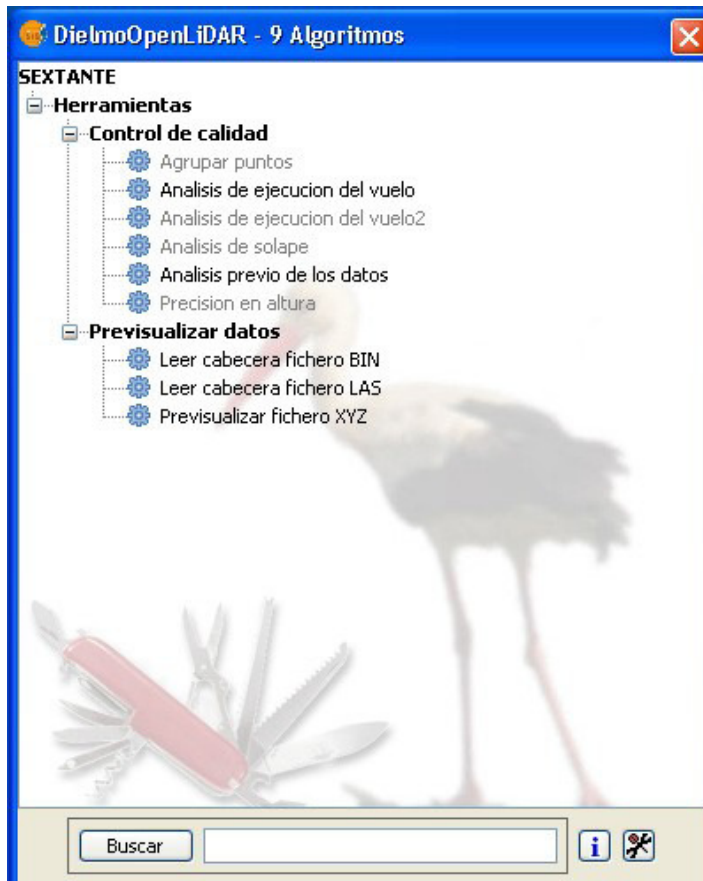 DielmoOpenLiDAR - 9 Algoritmos
SEXTANTE
Herramientas
Control de calidad
Agrupar puntos
Analisis de ejecucion del vuelo
Analisis de ejecucion del vuelo2
Analisis de solape
Analisis previo de los datos
Precision en altura
Previsualizar datos
Leer cabecera fichero BIN
Leer cabecera fichero LAS
Previsualizar fichero XYZ
Buscar
i